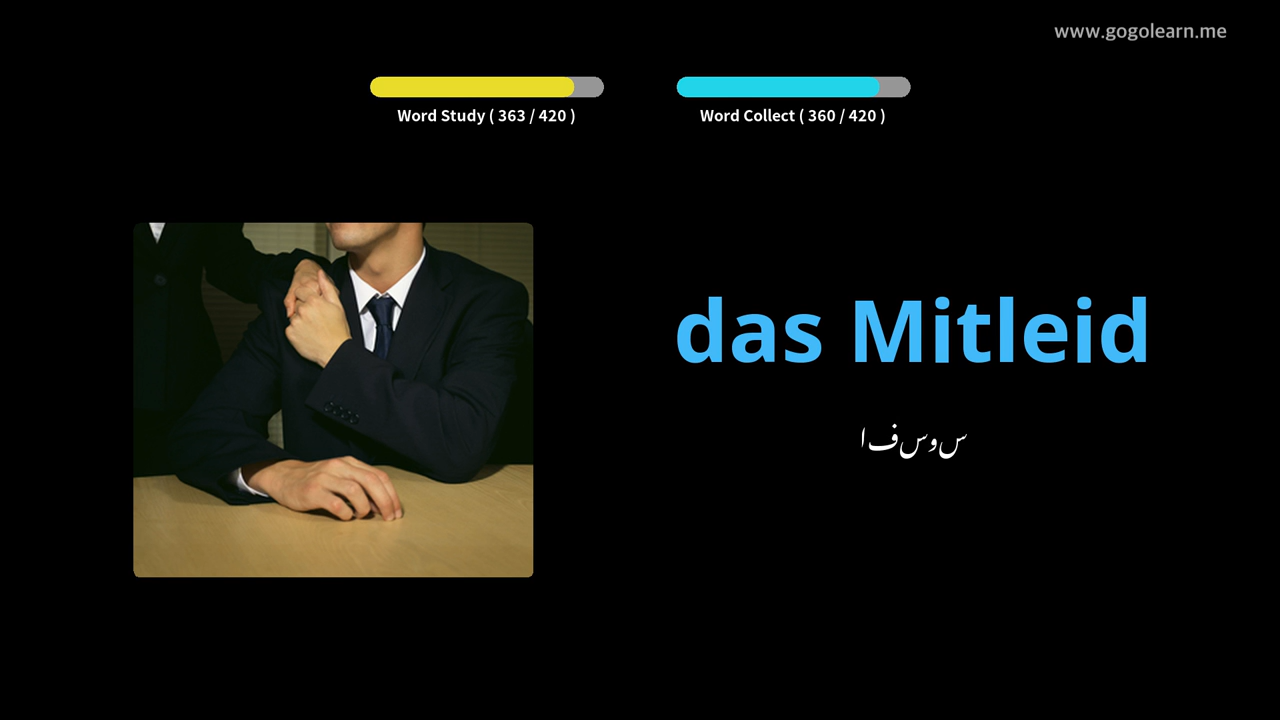 www.gogolearn.me
Word Study ( 363 / 420 )
Word Collect ( 360 / 420 )
das Mitleid
افسوس